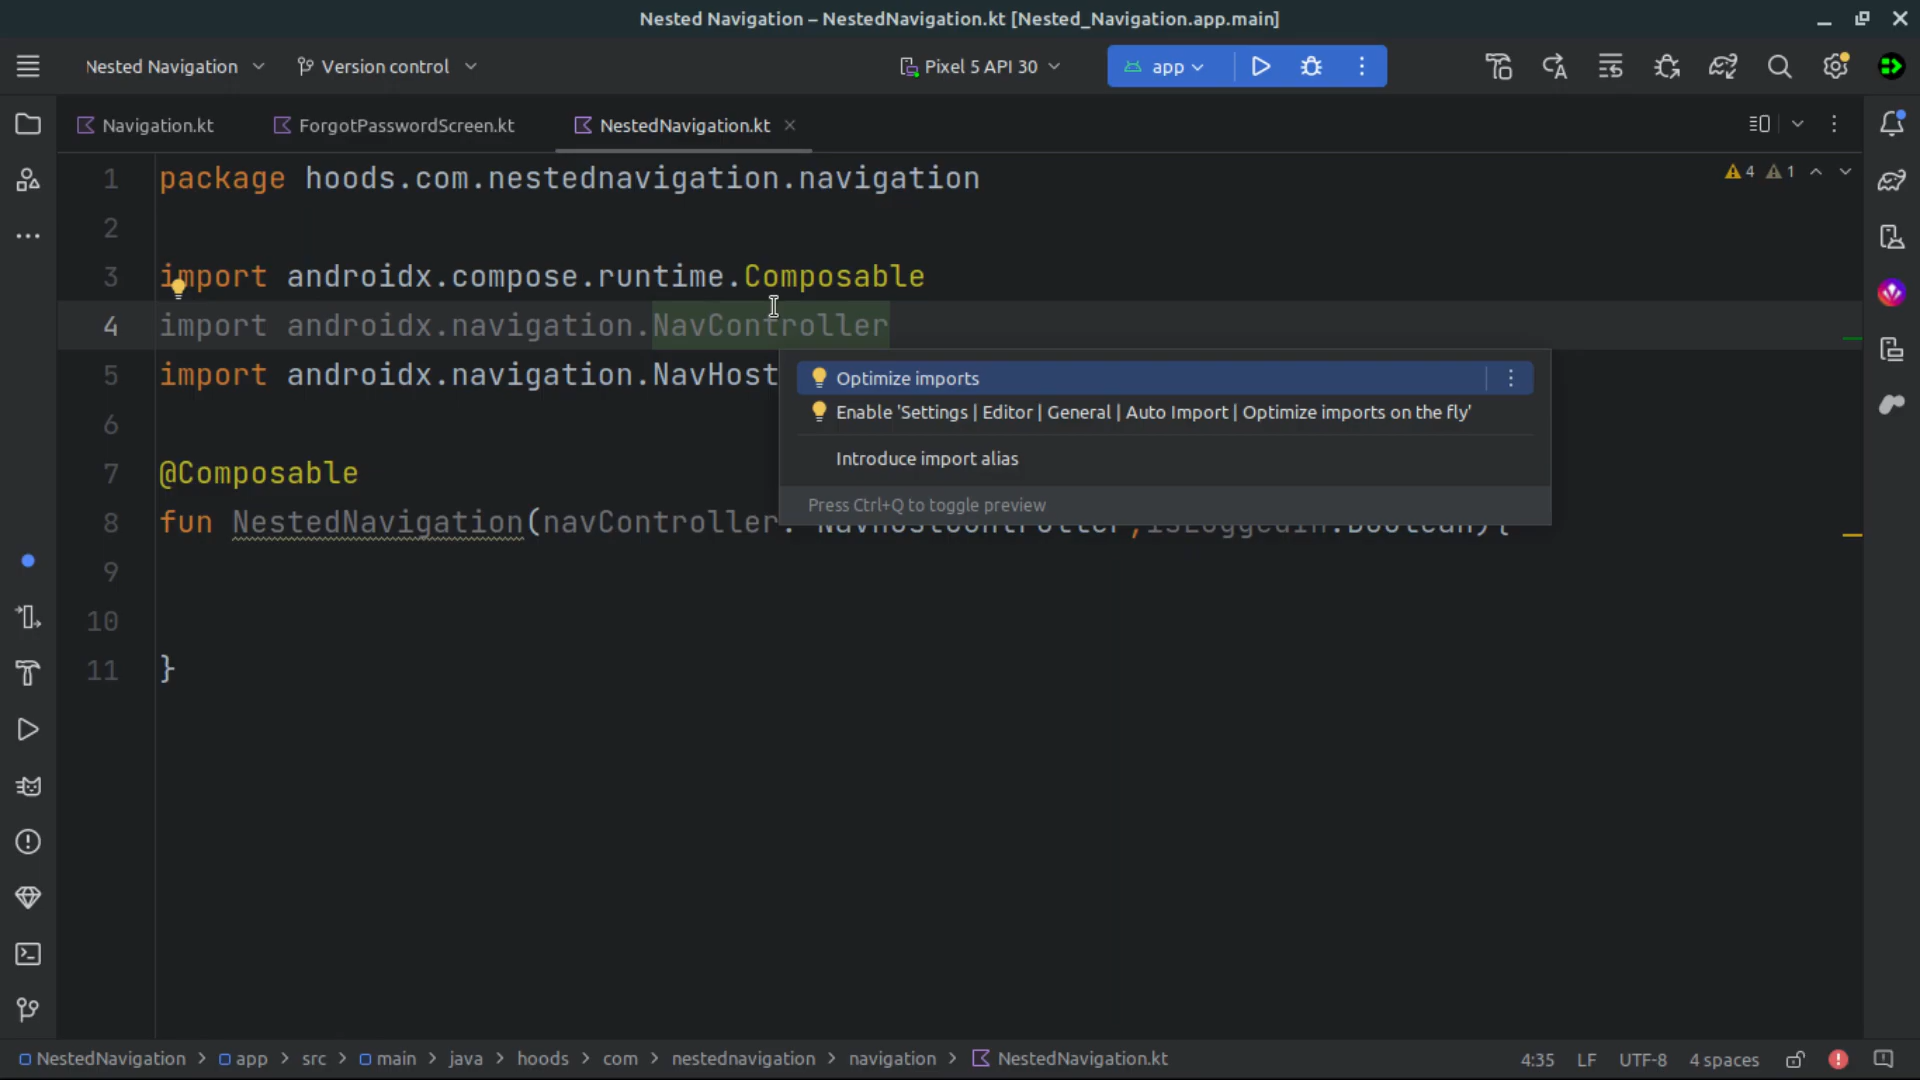 Nested Navigation – NestedNavigation.kt [Nested_Navigation.app.main]
Nested Navigation
Version control
Pixel 5 API 30
app
Navigation.kt
ForgotPasswordScreen.kt
NestedNavigation.kt
4 1
1 package hoods.com.nestednavigation.navigation
2
3 import androidx.compose.runtime.Composable
4 import androidx.navigation.NavController
5 import androidx.navigation.NavHost
Optimize imports
Enable 'Settings | Editor | General | Auto Import | Optimize imports on the fly'
Introduce import alias
Press Ctrl+Q to toggle preview
6
7 @Composable
8 fun NestedNavigation(navController: NavHostController,isLoggedIn:Boolean){
9
10
11 }
NestedNavigation > app > src > main > java > hoods > com > nestednavigation > navigation > NestedNavigation.kt
4:35 LF UTF-8 4 spaces